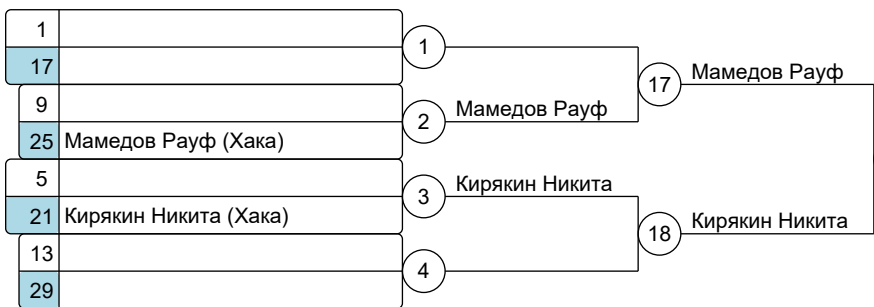 1
17
1
9
2 Мамедов Рауф
25 Мамедов Рауф (Хака)
17 Мамедов Рауф
5
3 Кирякин Никита
21 Кирякин Никита (Хака)
13
4
29
18 Кирякин Никита